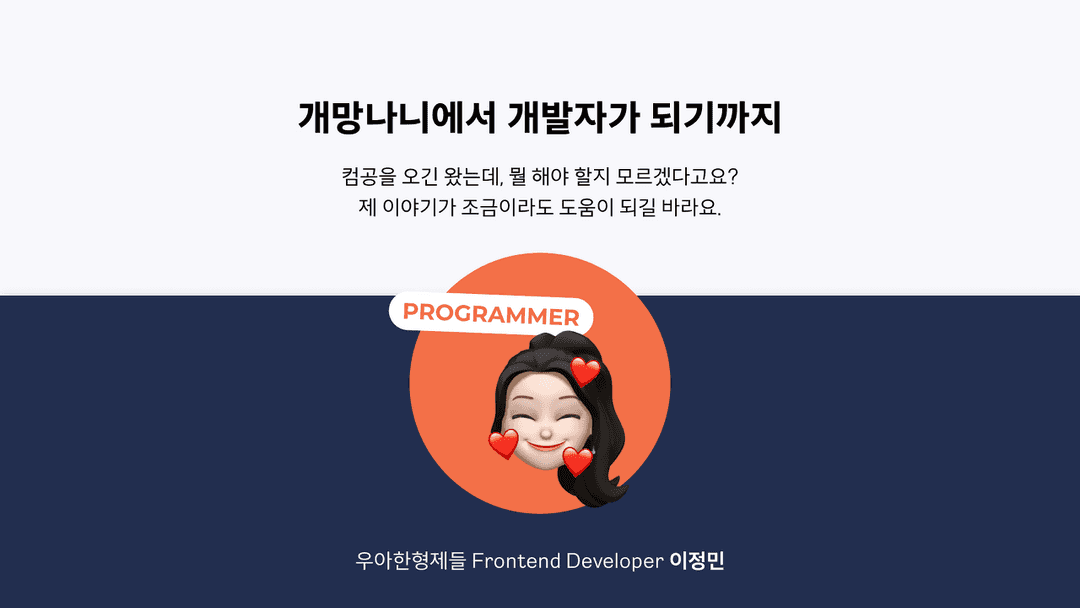 개망나니에서 개발자가 되기까지
컴공을 오긴 왔는데, 뭘 해야 할지 모르겠다고요?
제 이야기가 조금이라도 도움이 되길 바라요.
PROGRAMMER
우아한형제들 Frontend Developer 이정민